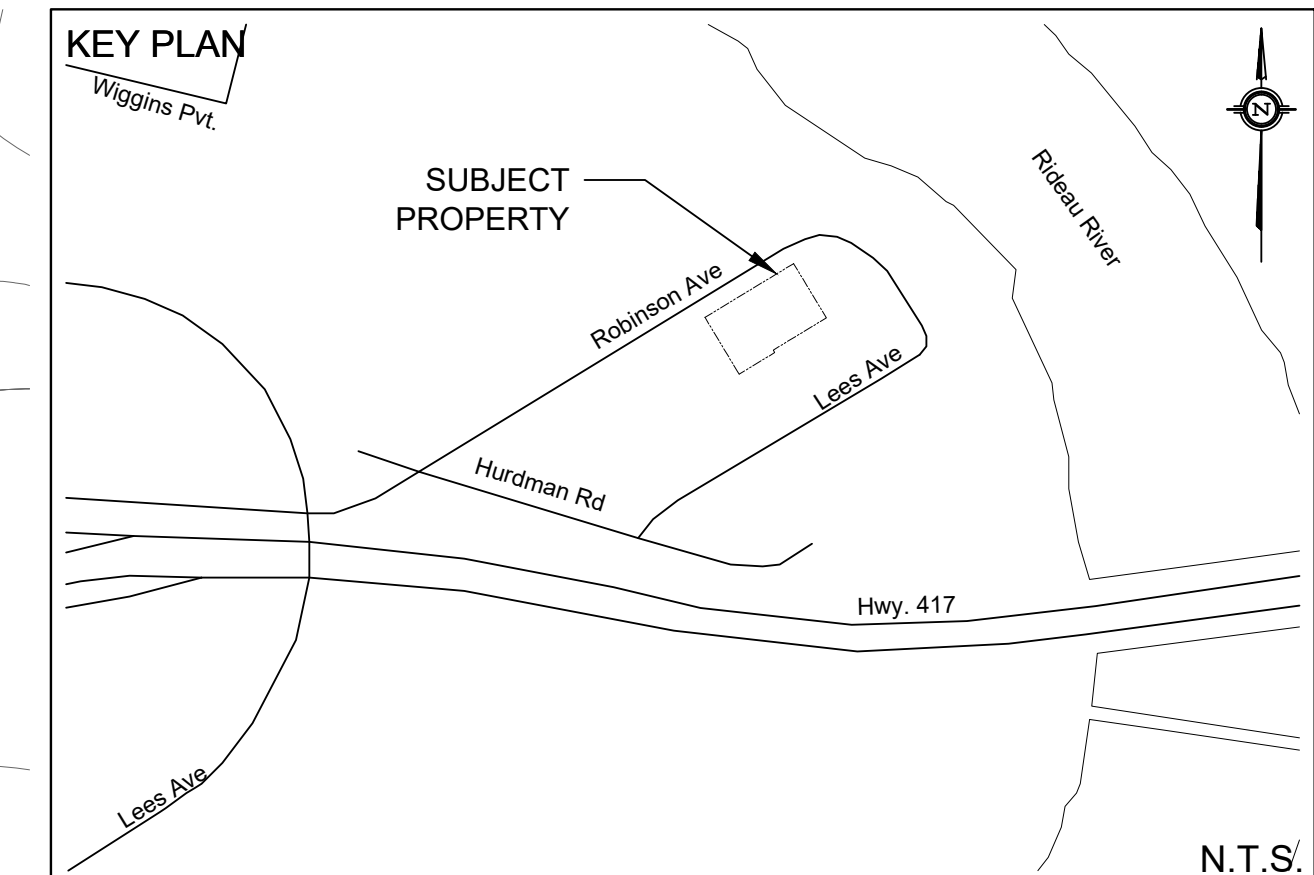 KEY PLAN
Wiggins Pvt.
N
SUBJECT
PROPERTY
Rideau River
Robinson Ave
Lees Ave
Hurdman Rd
Hwy. 417
Lees Ave
N.T.S.